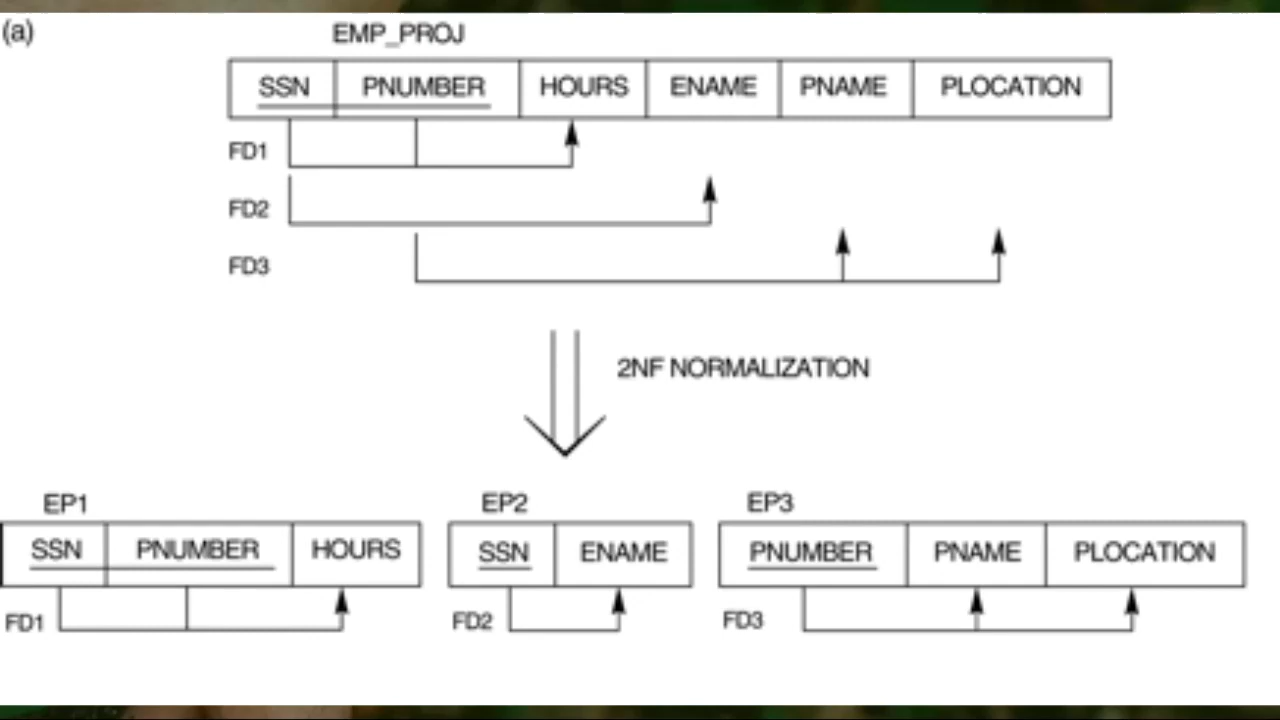 (a)
EMP_PROJ
SSN PNUMBER HOURS ENAME PNAME PLOCATION
FD1
FD2
FD3
2NF NORMALIZATION
EP1 EP2 EP3
SSN PNUMBER HOURS SSN ENAME PNUMBER PNAME PLOCATION
FD1 FD2 FD3